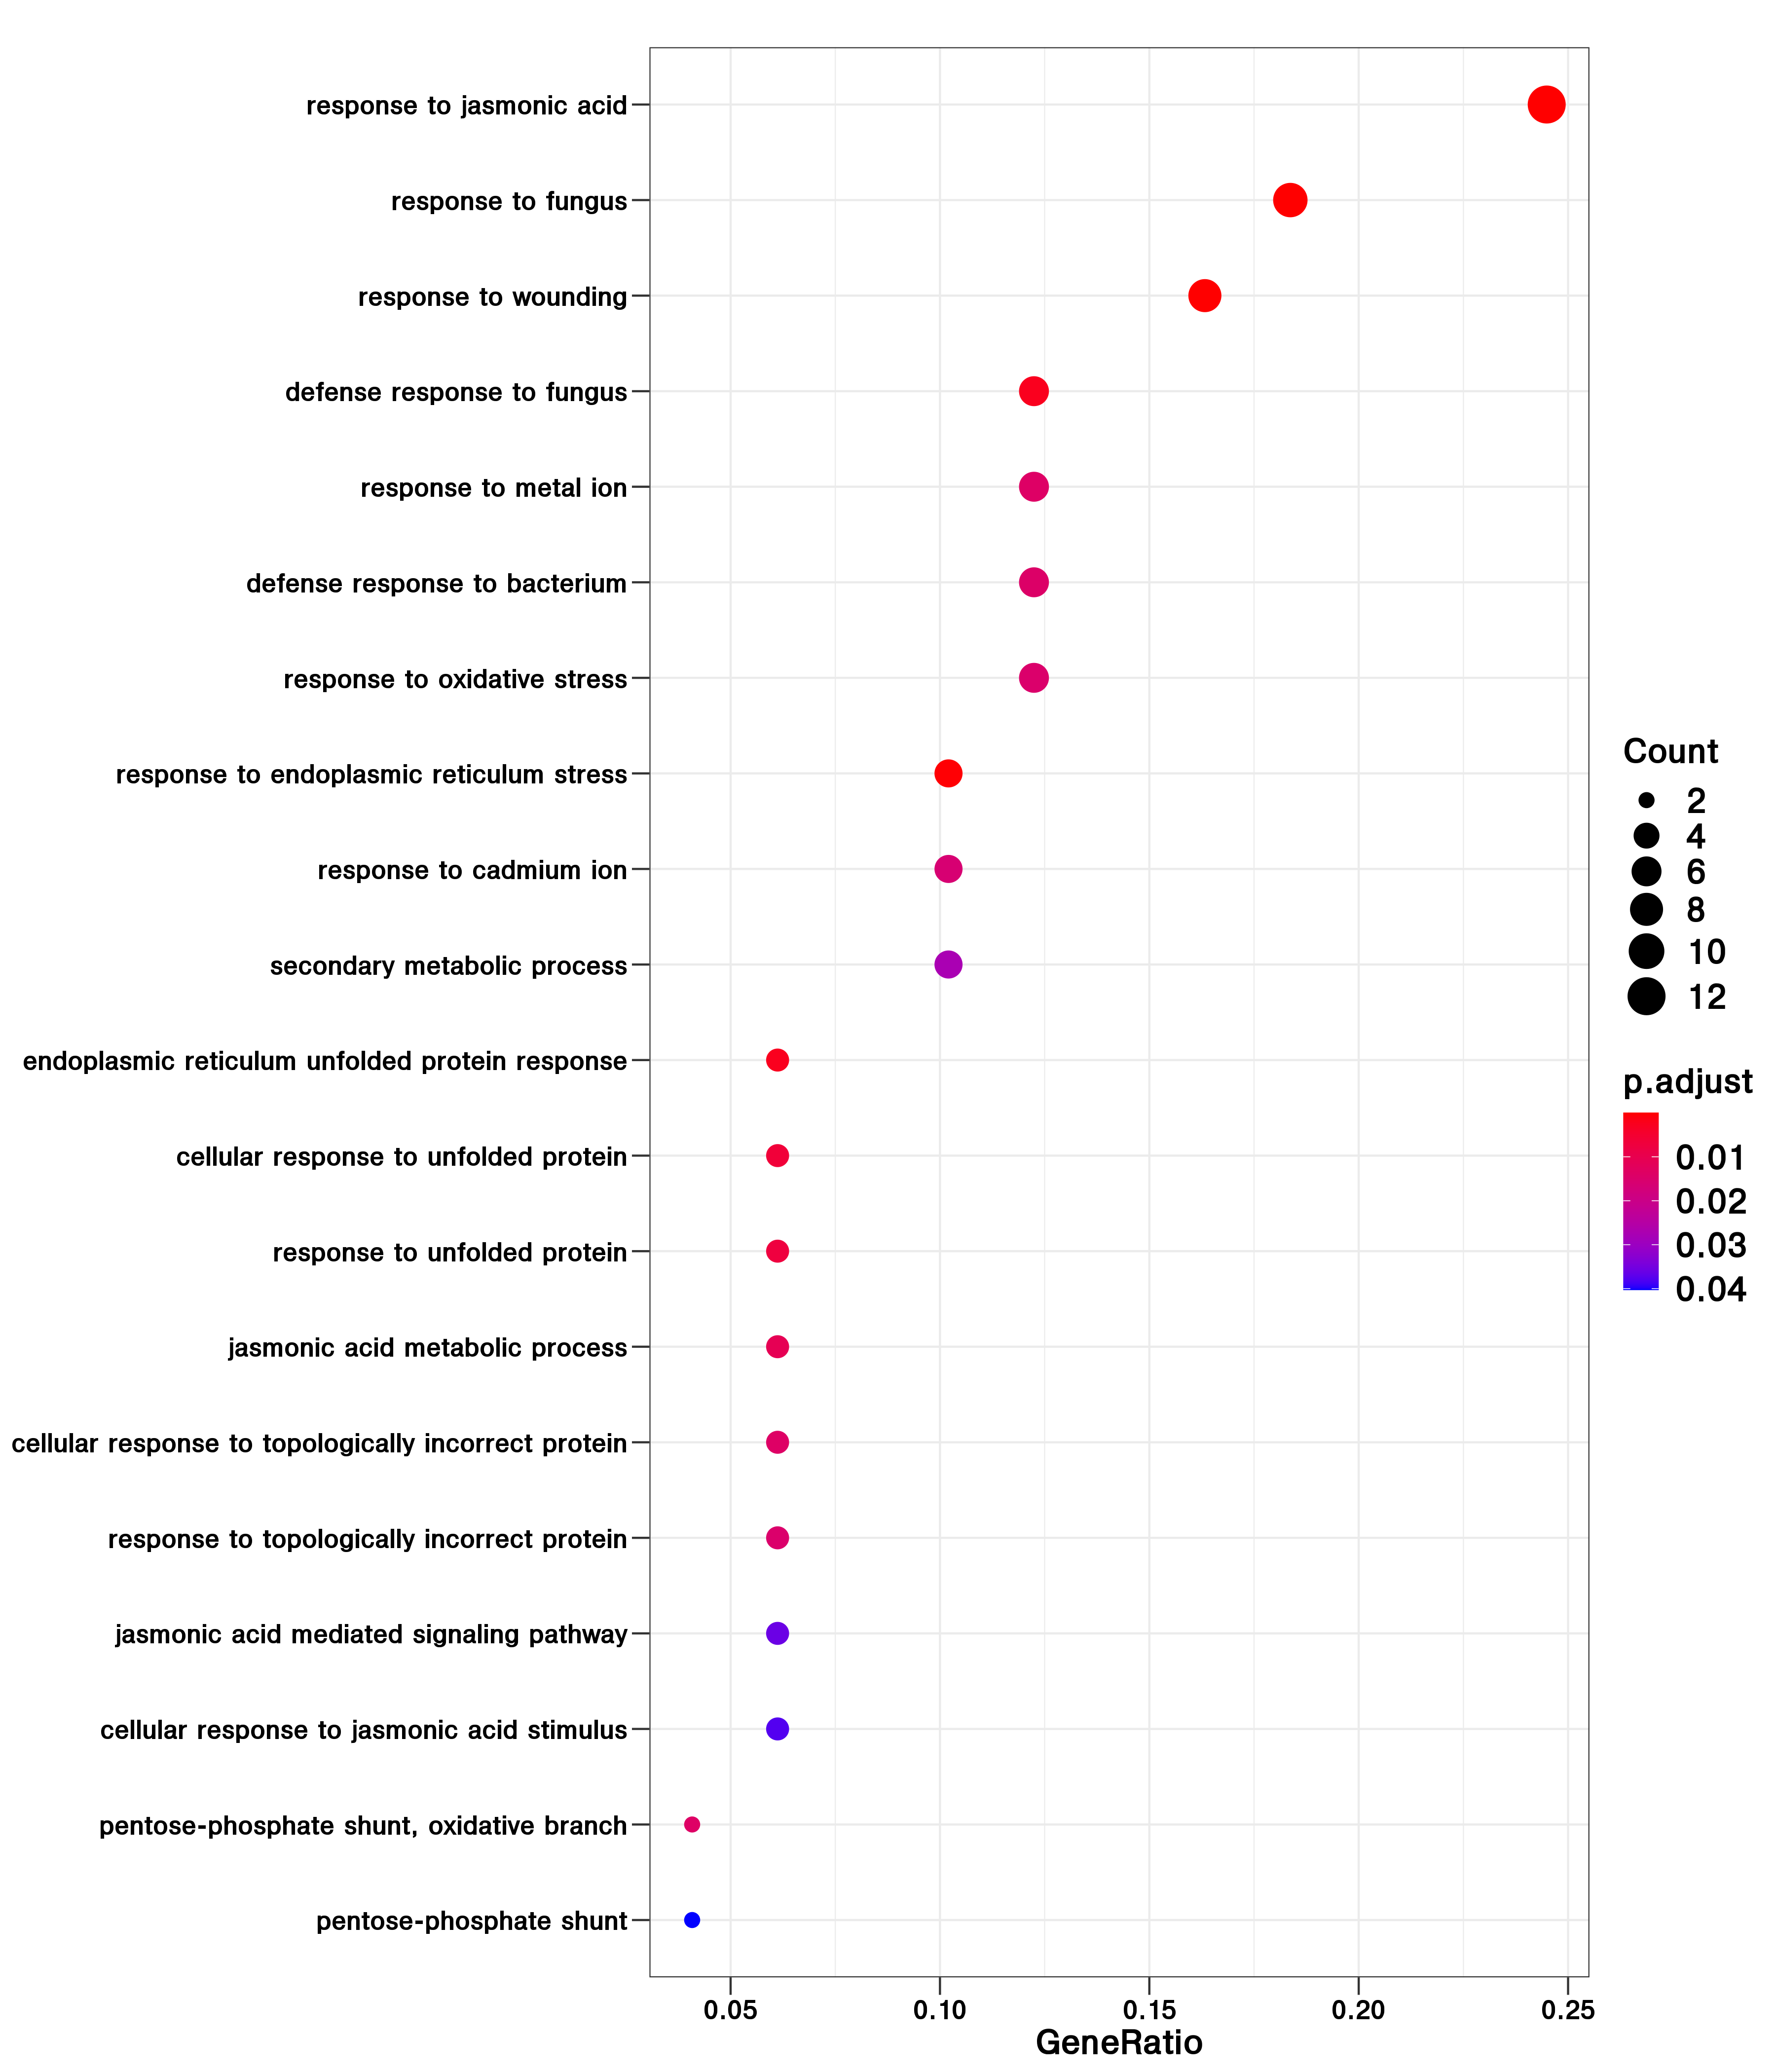 response to jasmonic acid
response to fungus
response to wounding
defense response to fungus
response to metal ion
defense response to bacterium
response to oxidative stress
response to endoplasmic reticulum stress
response to cadmium ion
secondary metabolic process
endoplasmic reticulum unfolded protein response
cellular response to unfolded protein
response to unfolded protein
jasmonic acid metabolic process
cellular response to topologically incorrect protein
response to topologically incorrect protein
jasmonic acid mediated signaling pathway
cellular response to jasmonic acid stimulus
pentose-phosphate shunt, oxidative branch
pentose-phosphate shunt
0.05 0.10 0.15 0.20 0.25
GeneRatio
Count
2
4
6
8
10
12
p.adjust
0.01
0.02
0.03
0.04